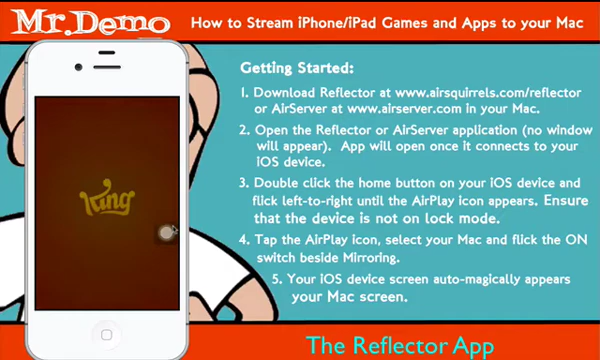 Mr.Demo
How to Stream iPhone/iPad Games and Apps to your Mac
Getting Started:
1. Download Reflector at www.airsquirrels.com/reflector
or AirServer at www.airserver.com in your Mac.
2. Open the Reflector or AirServer application (no window
will appear). App will open once it connects to your
iOS device.
3. Double click the home button on your iOS device and
flick left-to-right until the AirPlay icon appears. Ensure
that the device is not on lock mode.
4. Tap the AirPlay icon, select your Mac and flick the ON
switch beside Mirroring.
5. Your iOS device screen auto-magically appears
your Mac screen.
King
The Reflector App